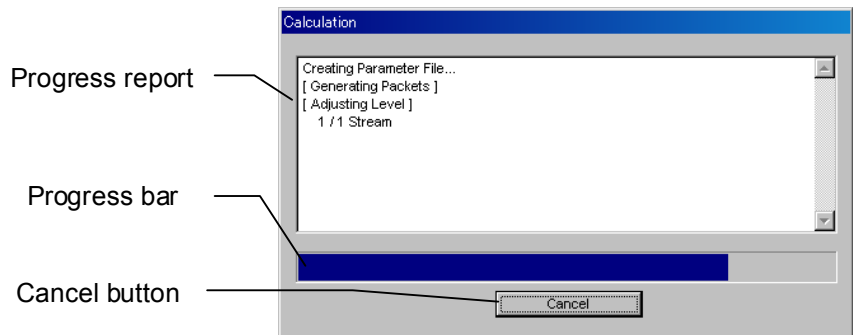 Calculation
Progress report
Creating Parameter File...
[ Generating Packets ]
[ Adjusting Level ]
1 / 1 Stream
Progress bar
Cancel button
Cancel